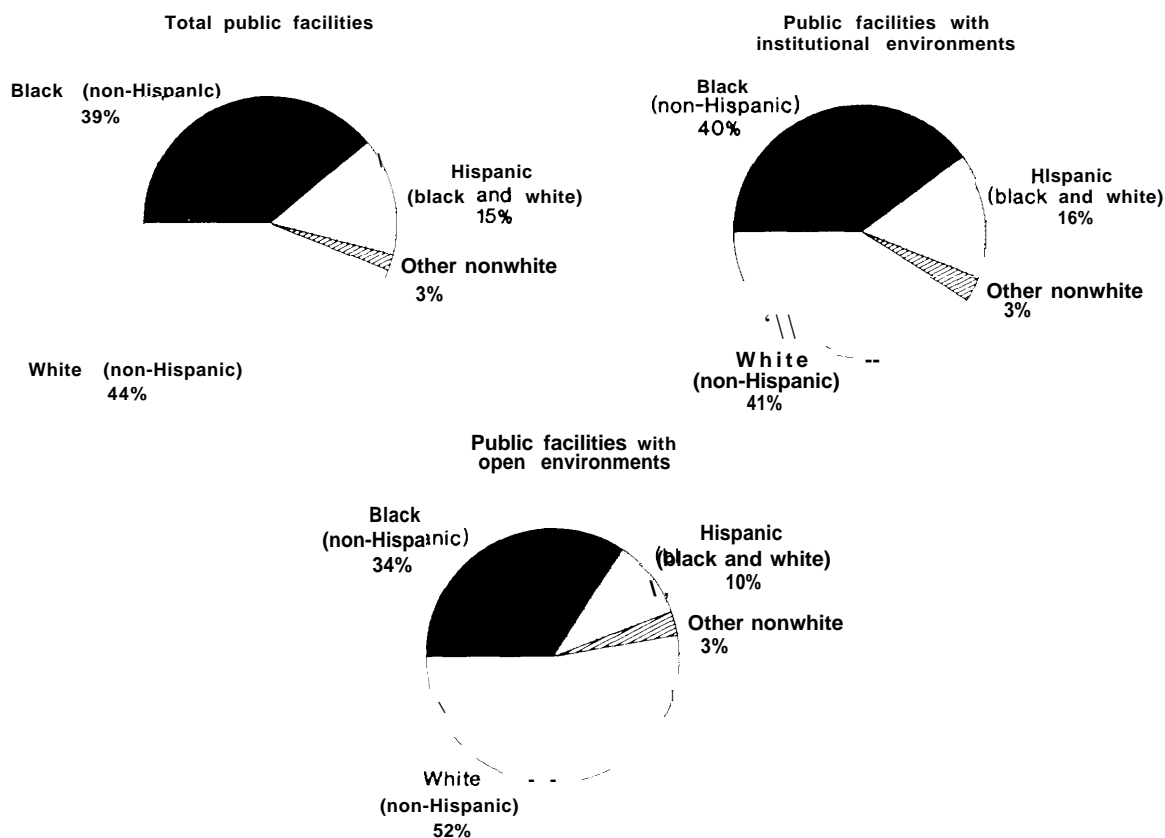 Total public facilities
Black (non-Hispanic)
39%
Hispanic
(black and white)
15%
Other nonwhite
3%
White (non-Hispanic)
44%
Public facilities with
institutional environments
Black
(non-Hispanic)
40%
Hispanic
(black and white)
16%
Other nonwhite
3%
White
(non-Hispanic)
41%
Public facilities with
open environments
Black
(non-Hispanic)
34%
Hispanic
(black and white)
10%
Other nonwhite
3%
White
(non-Hispanic)
52%